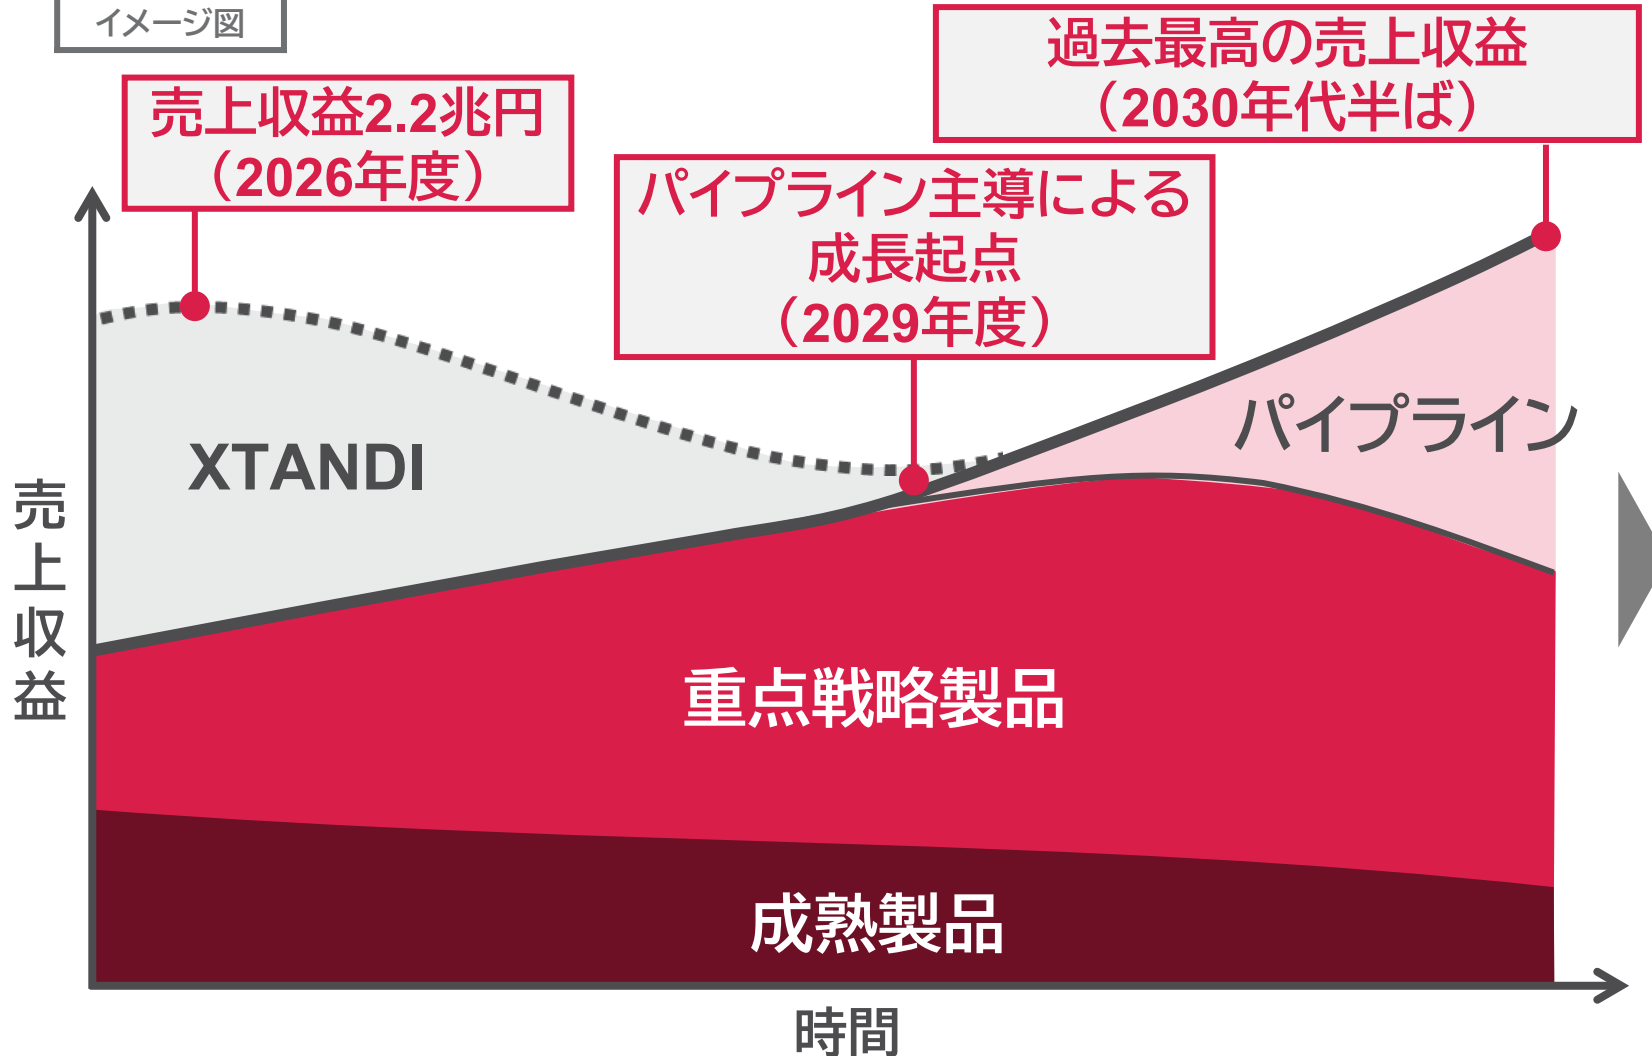 イメージ図
売上収益2.2兆円
（2026年度）
過去最高の売上収益
（2030年代半ば）
パイプライン主導による
成長起点
（2029年度）
XTANDI
パイプライン
売上収益
重点戦略製品
成熟製品
時間